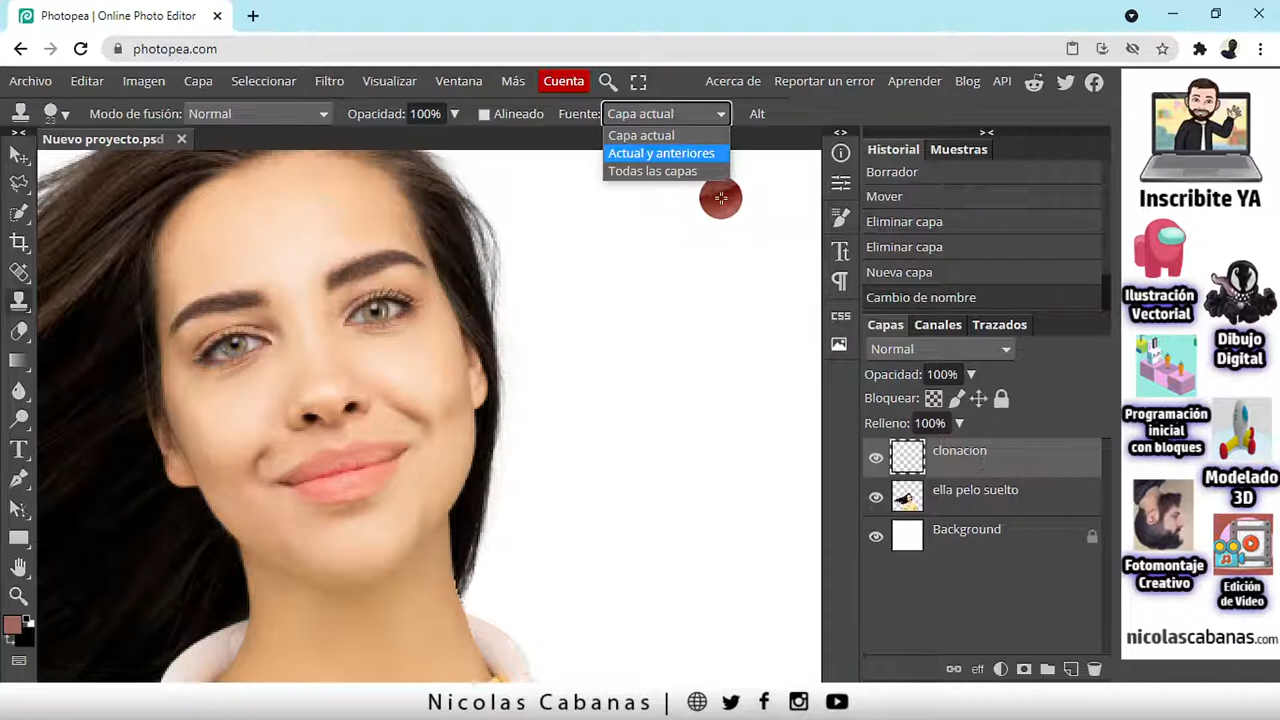 Photopea | Online Photo Editor
photopea.com
Archivo Editar Imagen Capa Seleccionar Filtro Visualizar Ventana Más Cuenta Acerca de Reportar un error Aprender Blog API
23 Modo de fusión: Normal Opacidad: 100% Alineado Fuente: Capa actual Alt
Capa actual
Actual y anteriores
Todas las capas
Nuevo proyecto.psd
Historial Muestras
Borrador
Mover
Eliminar capa
Eliminar capa
Nueva capa
Cambio de nombre
CSS
Capas Canales Trazados
Normal
Opacidad: 100%
Bloquear:
Relleno: 100%
clonacion
ella pelo suelto
Background
eff
Inscribite YA
Ilustración
Vectorial
Dibujo
Digital
Programación
inicial
con bloques
Modelado
3D
Fotomontaje
Creativo
Edición
de Video
nicolascabanas.com
Nicolas Cabanas |